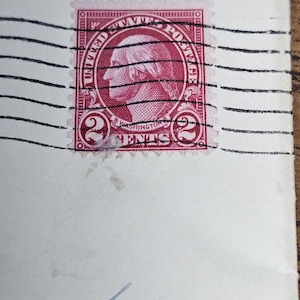 UNITED STATES POSTAGE
WASHINGTON
2 CENTS 2